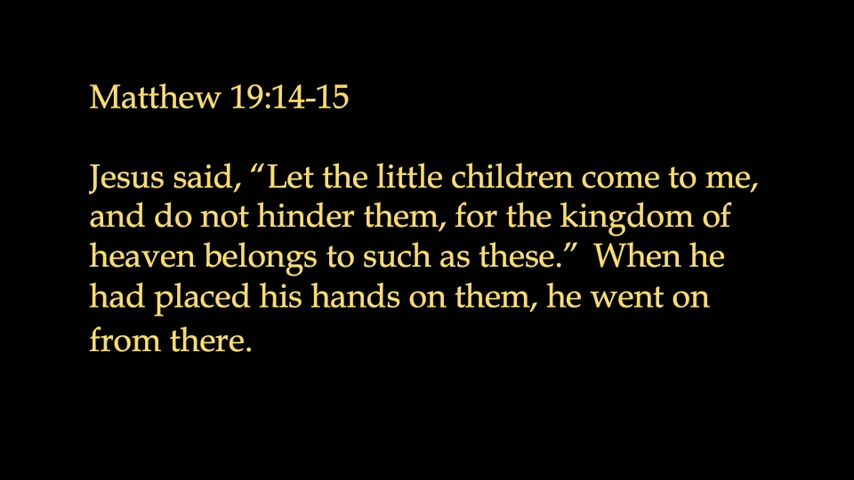 Matthew 19:14-15
Jesus said, “Let the little children come to me,
and do not hinder them, for the kingdom of
heaven belongs to such as these.”  When he
had placed his hands on them, he went on
from there.